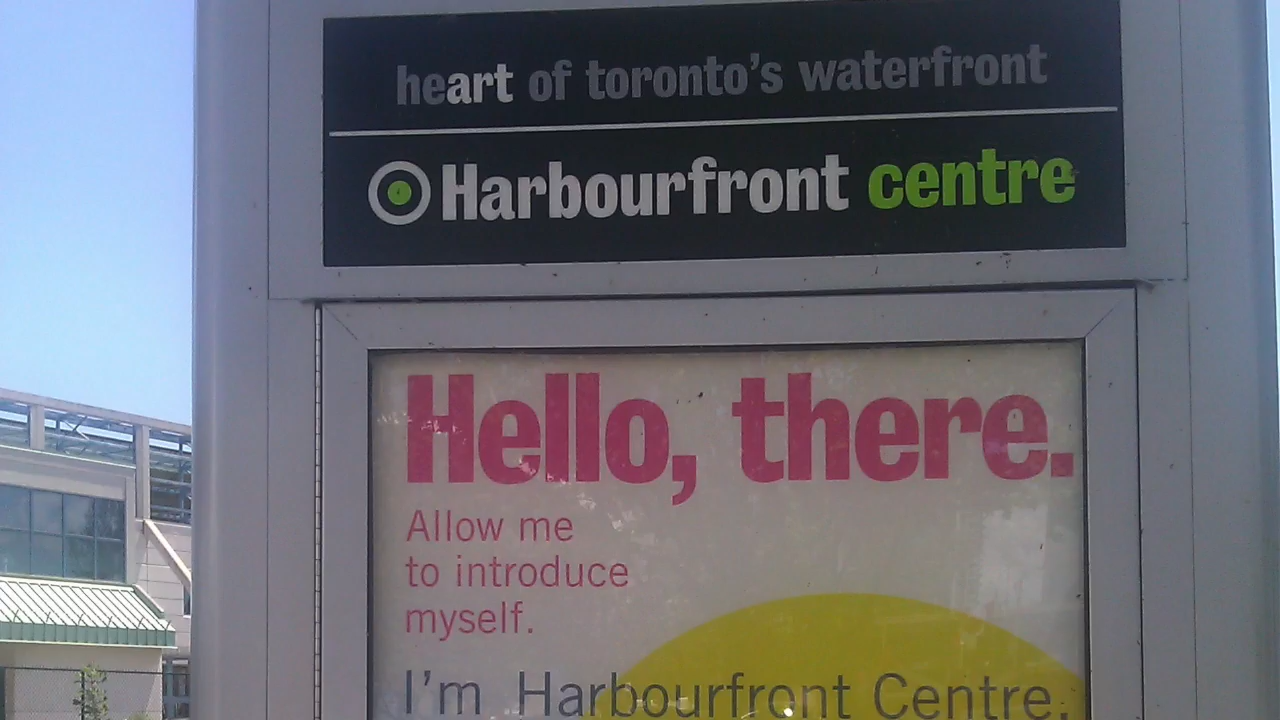 heart of toronto's waterfront
Harbourfront centre
Hello, there.
Allow me
to introduce
myself.
I'm Harbourfront Centre.